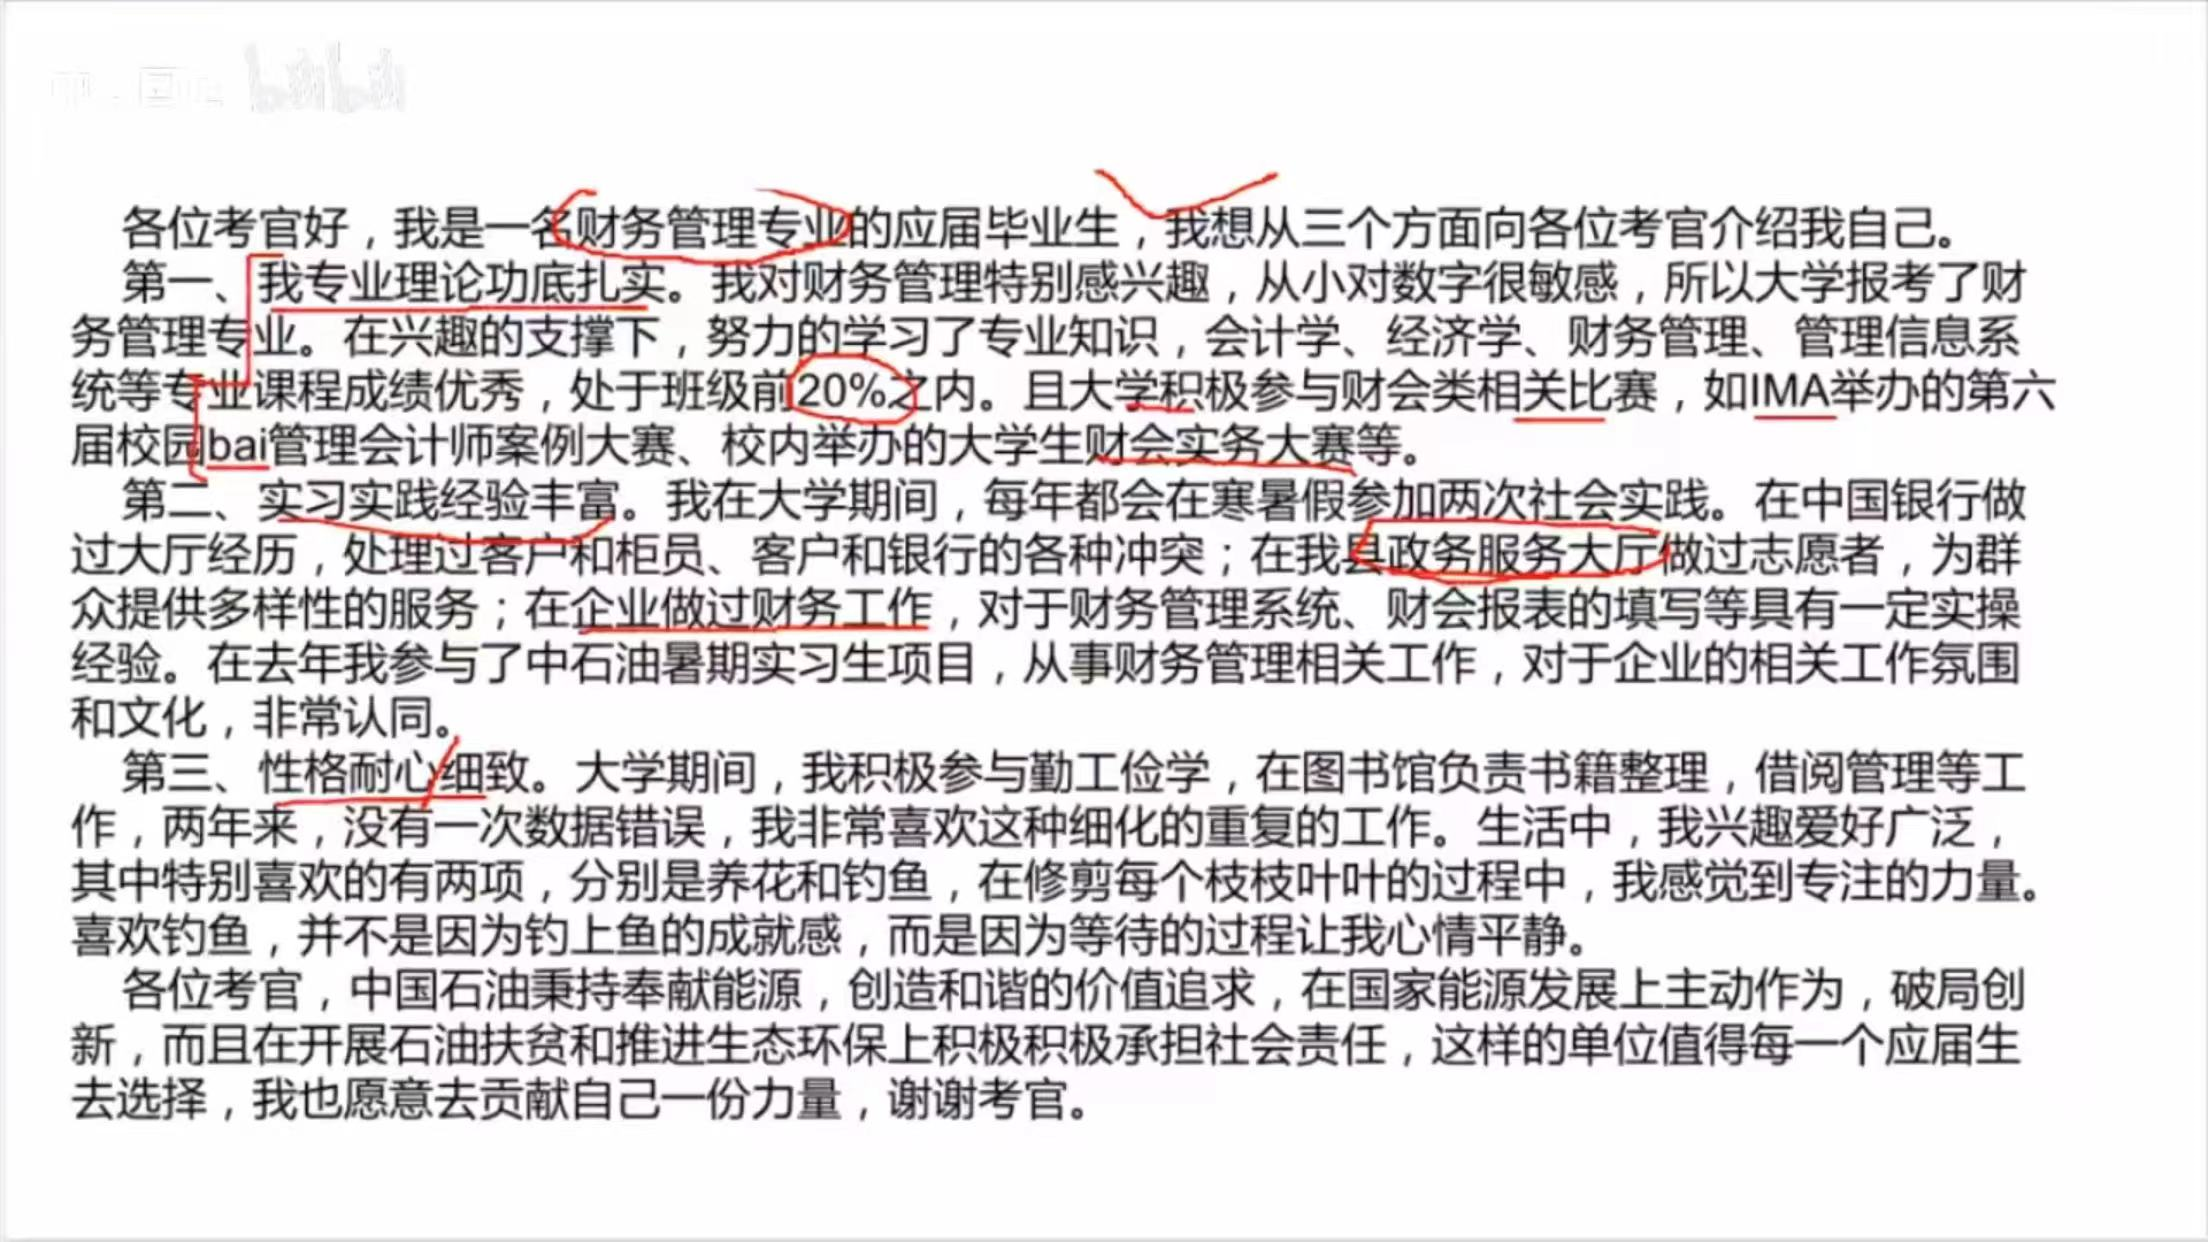 bilibili
各位考官好，我是一名财务管理专业的应届毕业生，我想从三个方面向各位考官介绍我自己。
第一、我专业理论功底扎实。我对财务管理特别感兴趣，从小对数字很敏感，所以大学报考了财
务管理专业。在兴趣的支撑下，努力的学习了专业知识，会计学、经济学、财务管理、管理信息系
统等专业课程成绩优秀，处于班级前20%之内。且大学积极参与财会类相关比赛，如IMA举办的第六
届校园bai管理会计师案例大赛、校内举办的大学生财会实务大赛等。
第二、实习实践经验丰富。我在大学期间，每年都会在寒暑假参加两次社会实践。在中国银行做
过大厅经历，处理过客户和柜员、客户和银行的各种冲突；在我县政务服务大厅做过志愿者，为群
众提供多样性的服务；在企业做过财务工作，对于财务管理系统、财会报表的填写等具有一定实操
经验。在去年我参与了中石油暑期实习生项目，从事财务管理相关工作，对于企业的相关工作氛围
和文化，非常认同。
第三、性格耐心细致。大学期间，我积极参与勤工俭学，在图书馆负责书籍整理，借阅管理等工
作，两年来，没有一次数据错误，我非常喜欢这种细化的重复的工作。生活中，我兴趣爱好广泛，
其中特别喜欢的有两项，分别是养花和钓鱼，在修剪每个枝枝叶叶的过程中，我感觉到专注的力量。
喜欢钓鱼，并不是因为钓上鱼的成就感，而是因为等待的过程让我心情平静。
各位考官，中国石油秉持奉献能源，创造和谐的价值追求，在国家能源发展上主动作为，破局创
新，而且在开展石油扶贫和推进生态环保上积极积极承担社会责任，这样的单位值得每一个应届生
去选择，我也愿意去贡献自己一份力量，谢谢考官。